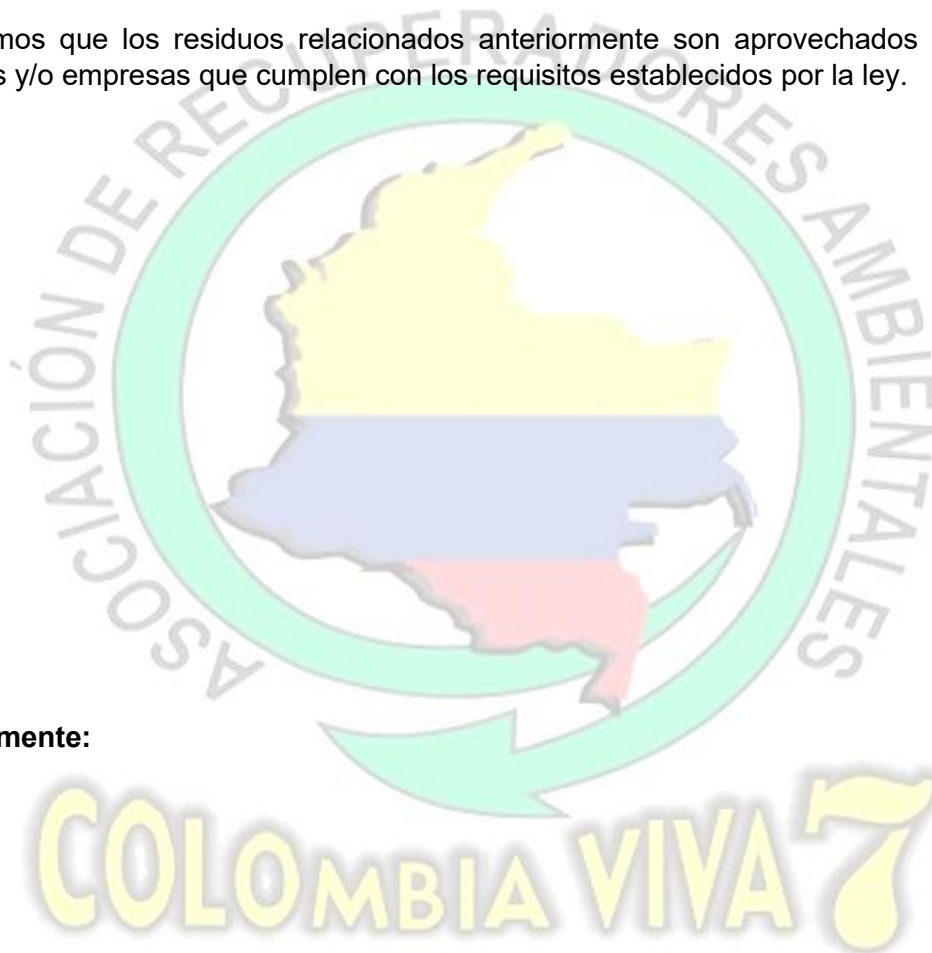 mos que los residuos relacionados anteriormente son aprovechados
s y/o empresas que cumplen con los requisitos establecidos por la ley.
ASOCIACIÓN DE RECUPERADORES AMBIENTALES
mente:
COLOMBIA VIVA 7